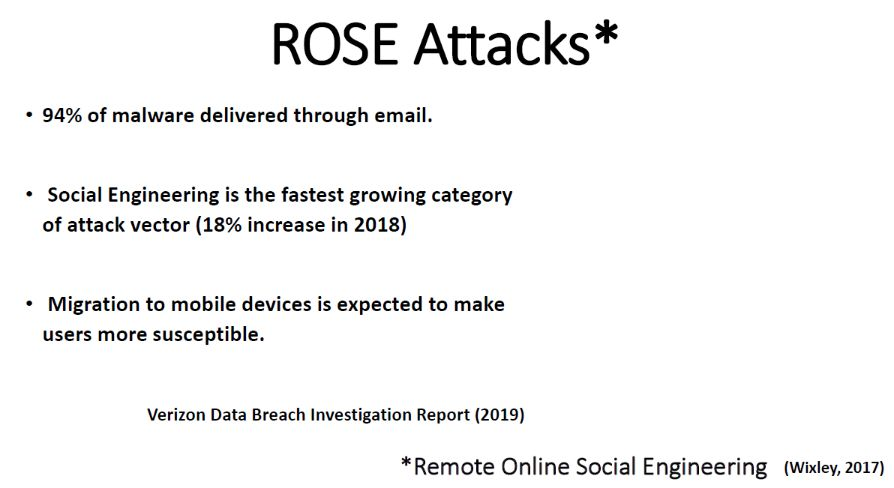 ROSE Attacks*
• 94% of malware delivered through email.
• Social Engineering is the fastest growing category
of attack vector (18% increase in 2018)
• Migration to mobile devices is expected to make
users more susceptible.
Verizon Data Breach Investigation Report (2019)
*Remote Online Social Engineering (Wixley, 2017)